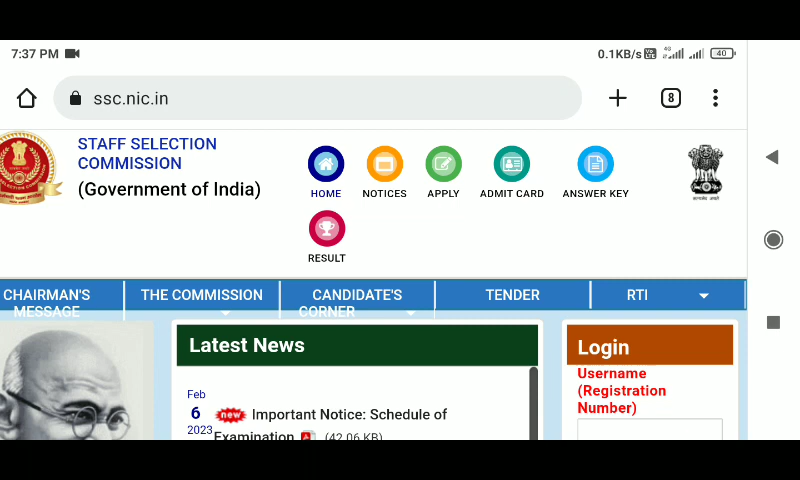 7:37 PM
0.1KB/s
4G
40
ssc.nic.in
8
STAFF SELECTION
COMMISSION
(Government of India)
HOME
NOTICES
APPLY
ADMIT CARD
ANSWER KEY
RESULT
CHAIRMAN'S
MESSAGE
THE COMMISSION
CANDIDATE'S
CORNER
TENDER
RTI
Latest News
Feb
6
2023
new Important Notice: Schedule of
Examination (42.06 KB)
Login
Username
(Registration
Number)